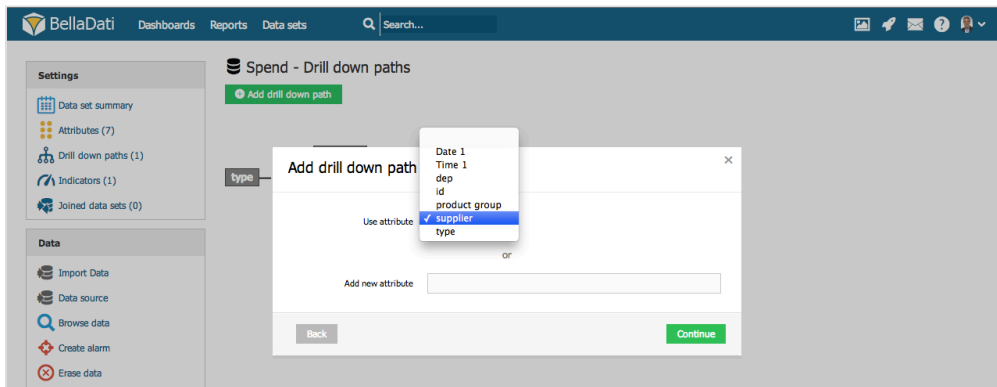 BellaDati Dashboards Reports Data sets Search...
Spend - Drill down paths
Add drill down path
Settings
Data set summary
Attributes (7)
Drill down paths (1)
Indicators (1)
Joined data sets (0)
Data
Import Data
Data source
Browse data
Create alarm
Erase data
type
Add drill down path
×
Use attribute
Date 1
Time 1
dep
id
product group
✓ supplier
type
or
Add new attribute
Back
Continue